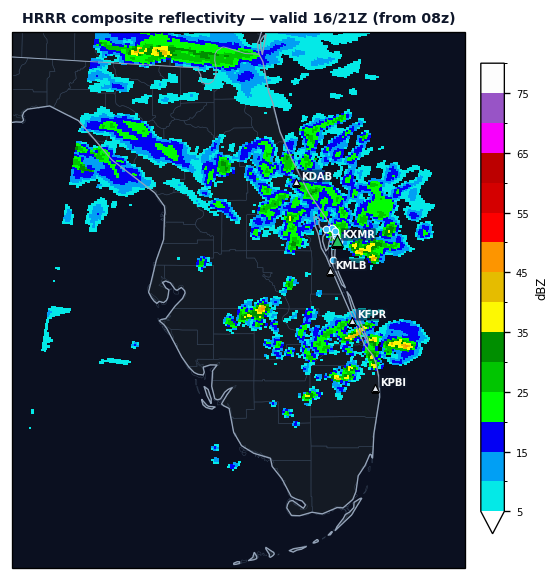 HRRR composite reflectivity — valid 16/21Z (from 08z)
KDAB
KXMR
KMLB
KFPR
KPBI
75
65
55
45
35
25
15
5
dBZ